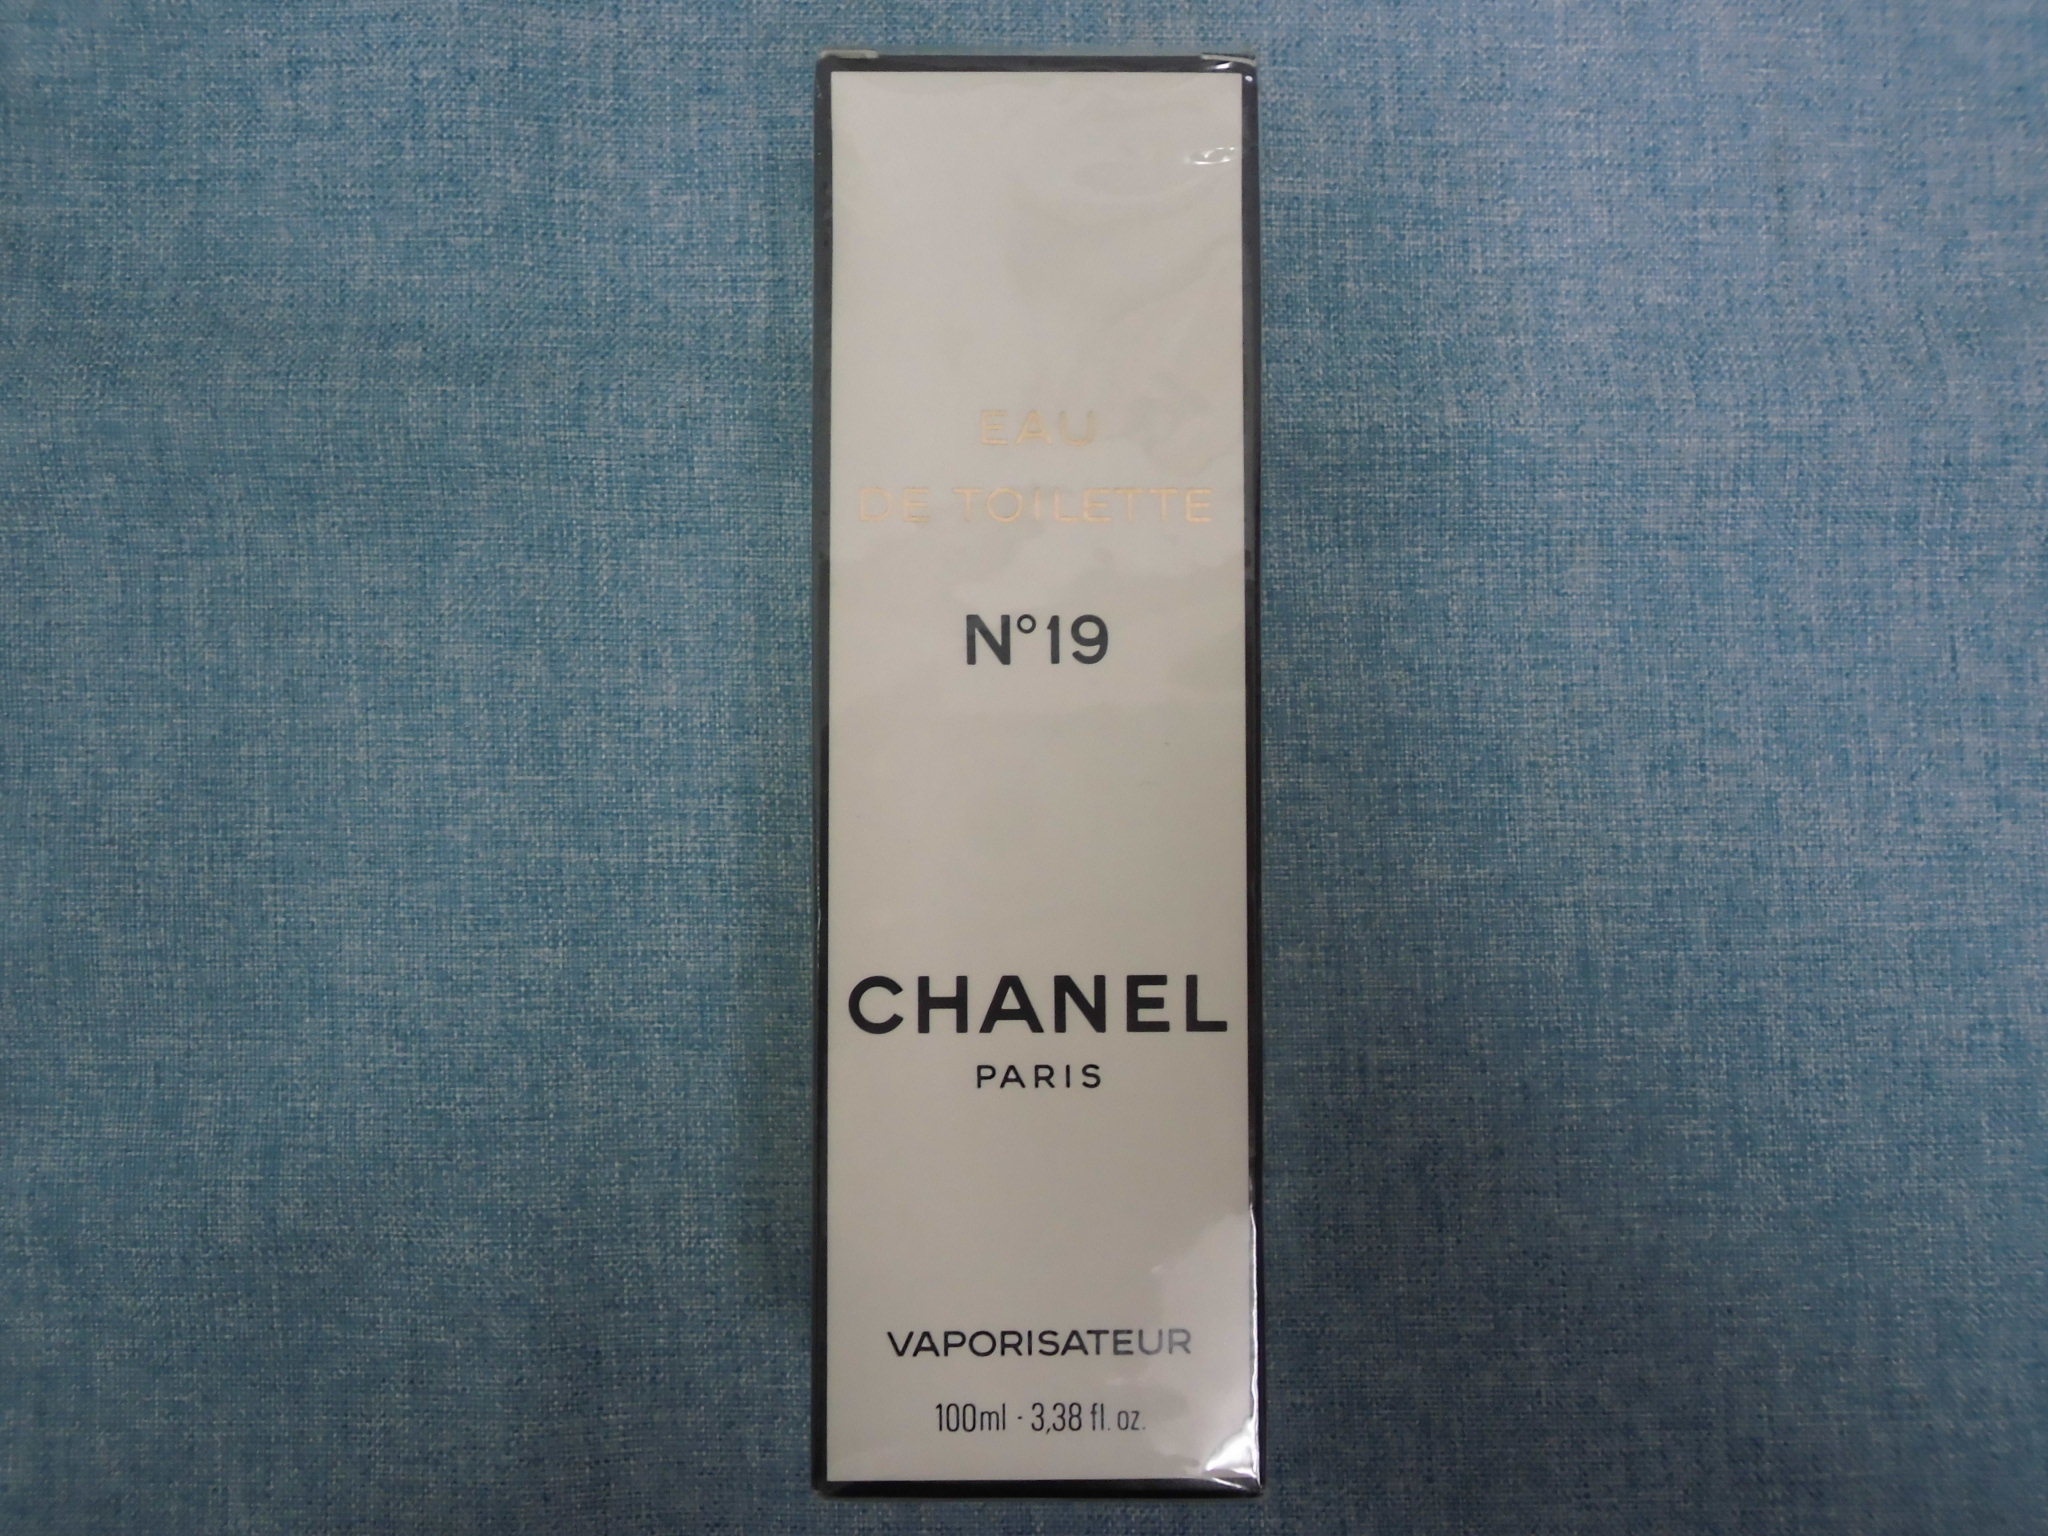 EAU
DE TOILETTE
N°19
CHANEL
PARIS
VAPORISATEUR
100ml - 3,38 fl. oz.